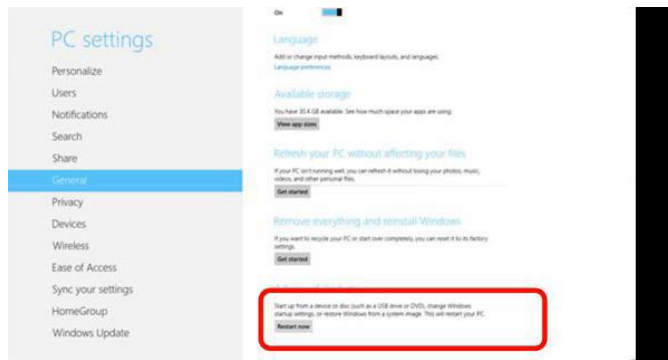 PC settings
Personalize
Users
Notifications
Search
Share
General
Privacy
Devices
Wireless
Ease of Access
Sync your settings
HomeGroup
Windows Update
On
Language
Add or change input methods, keyboard layouts, and languages.
Language preferences
Available storage
You have 30.4 GB available. See how much space your apps are using.
View app sizes
Refresh your PC without affecting your files
If your PC isn't running well, you can refresh it without losing your photos, music,
videos, and other personal files.
Get started
Remove everything and reinstall Windows
If you want to recycle your PC or start over completely, you can reset it to its factory
settings.
Get started
Start up from a device or disc (such as a USB drive or DVD), change Windows
startup settings, or restore Windows from a system image. This will restart your PC.
Restart now